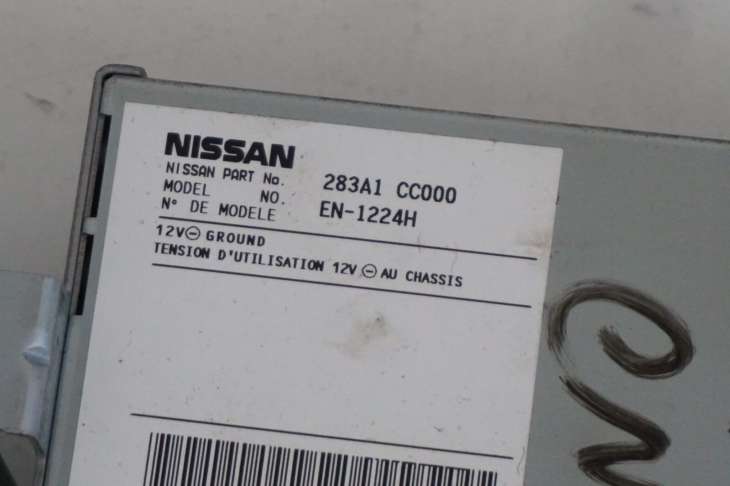 NISSAN
NISSAN PART No. 283A1 CC000
MODEL NO.
N° DE MODELE EN-1224H
12V⊖ GROUND
TENSION D'UTILISATION 12V ⊖ AU CHASSIS